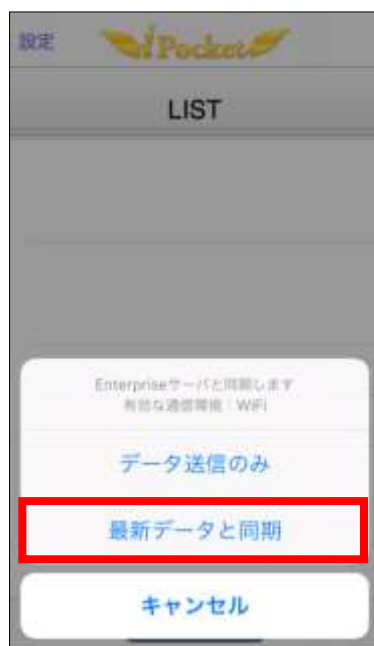 設定
iPocket
LIST
Enterpriseサーバと同期します
有効な通信環境：WiFi
データ送信のみ
最新データと同期
キャンセル